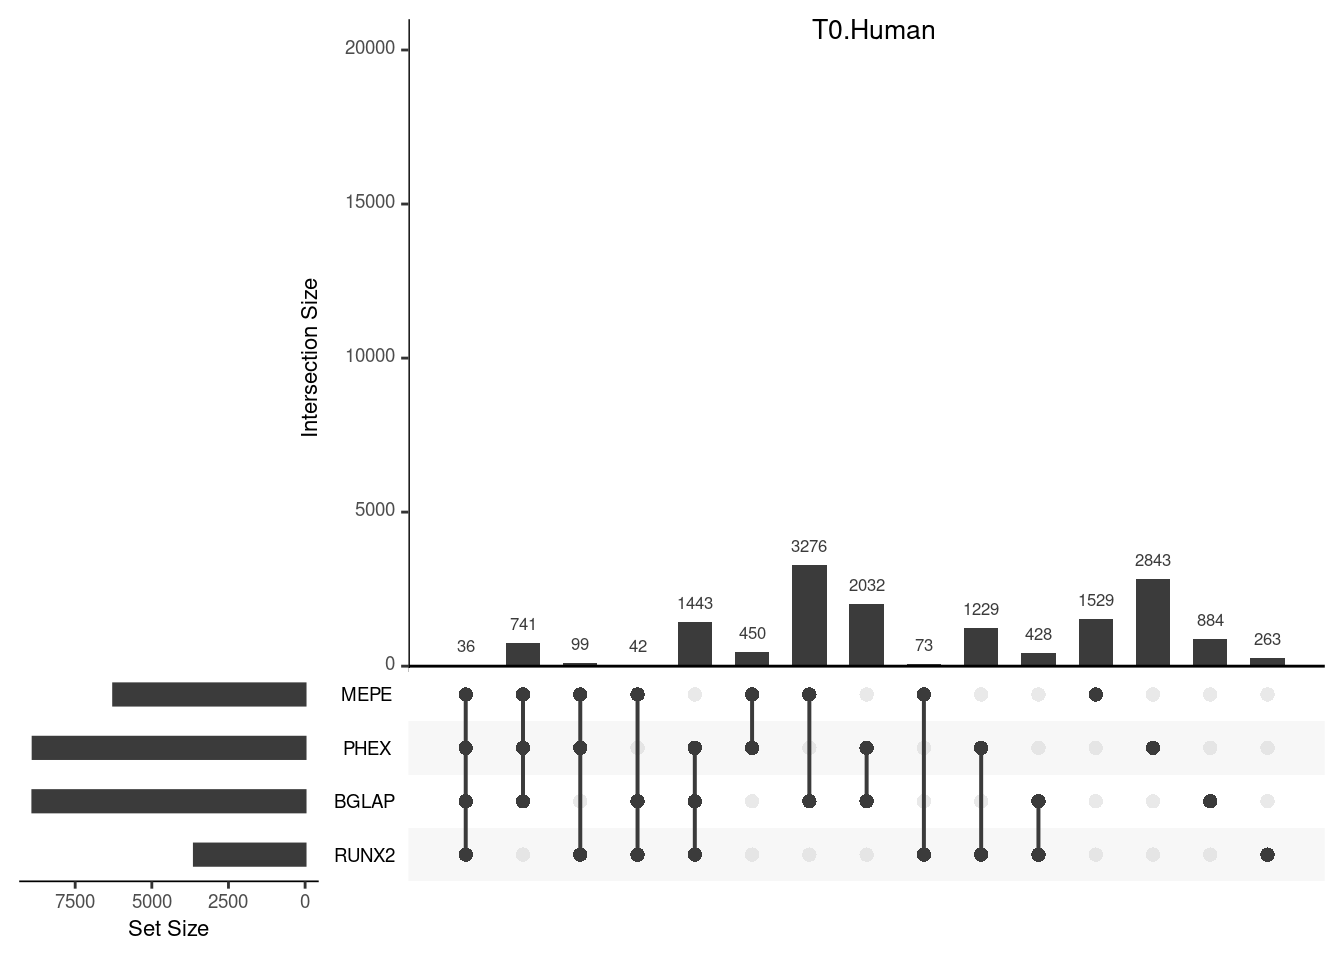 T0.Human
20000
15000
10000
5000
0
Intersection Size
36
741
99
42
1443
450
3276
2032
73
1229
428
1529
2843
884
263
MEPE
PHEX
BGLAP
RUNX2
7500 5000 2500 0
Set Size